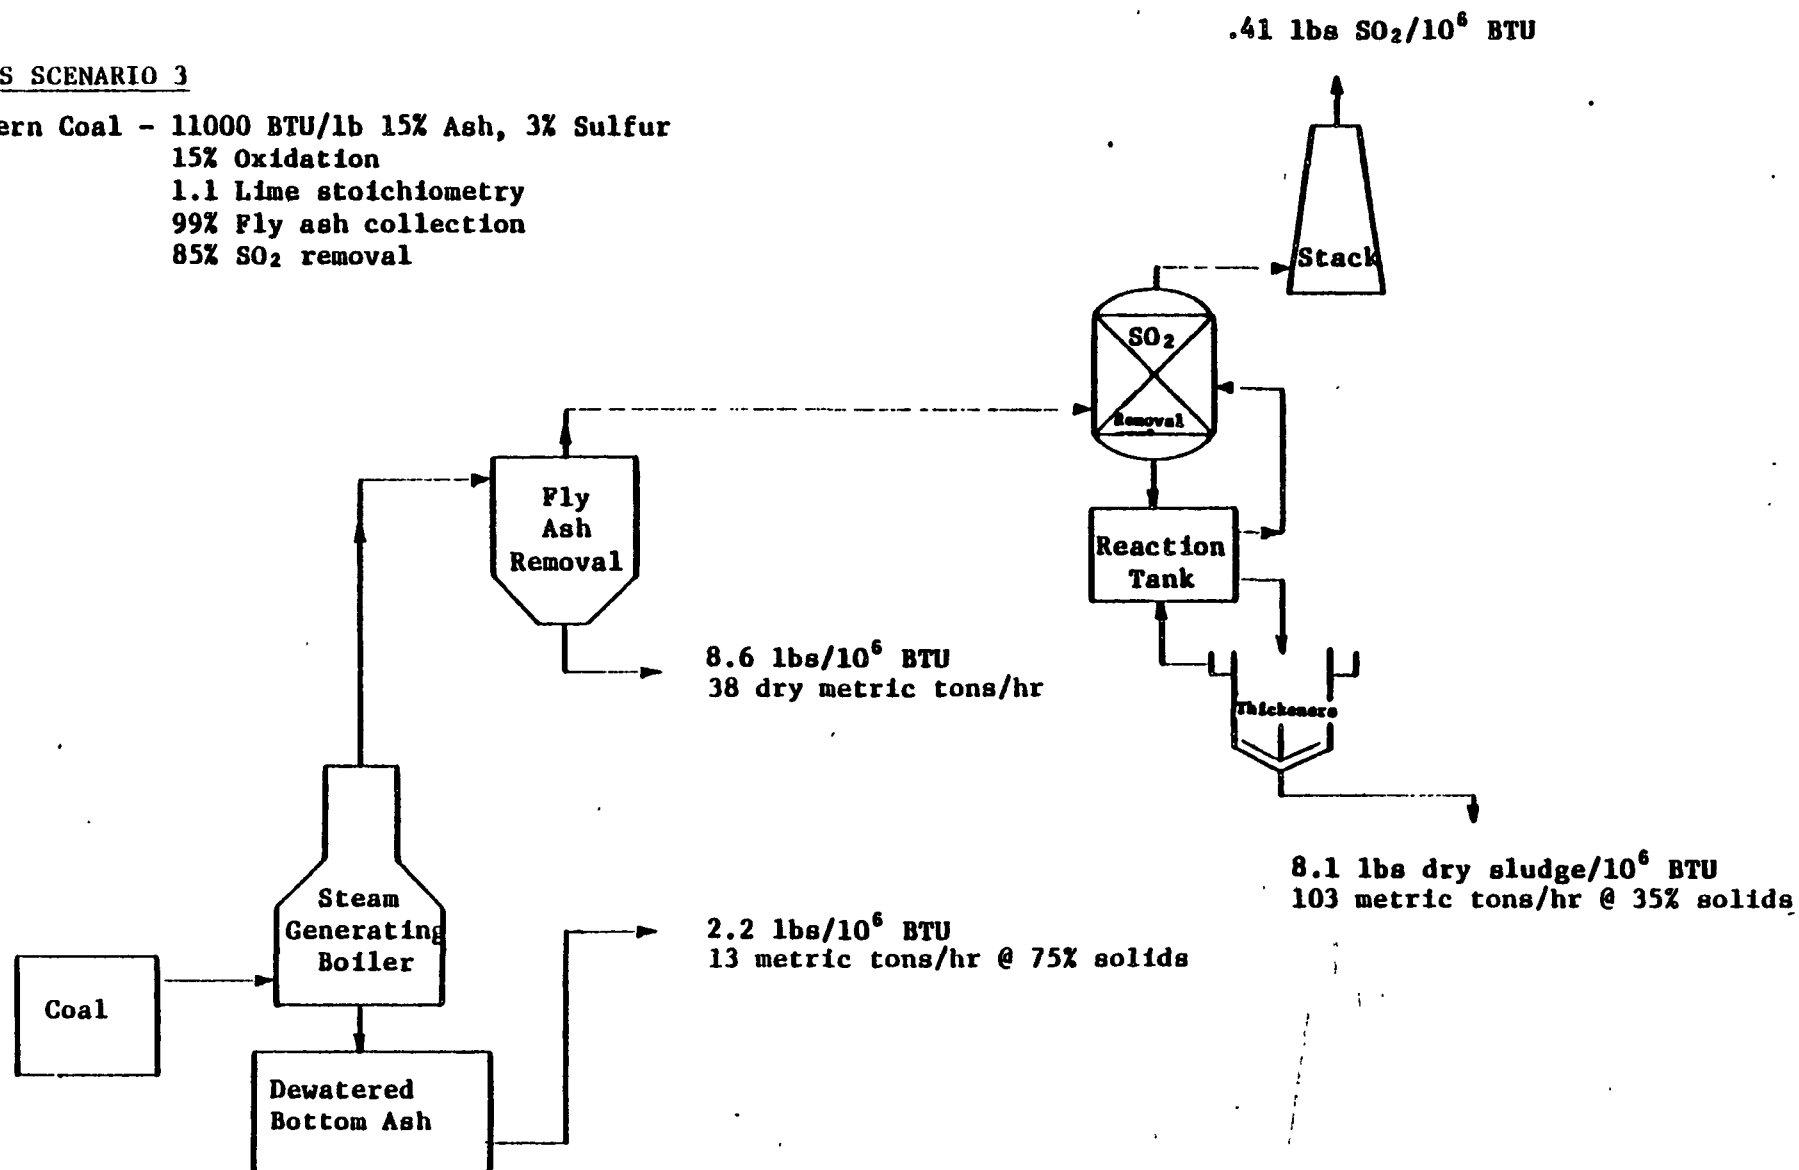 .41 lbs SO₂/10⁶ BTU
S SCENARIO 3
ern Coal - 11000 BTU/lb 15% Ash, 3% Sulfur
15% Oxidation
1.1 Lime stoichiometry
99% Fly ash collection
85% SO₂ removal
Stack
SO₂
Removal
Fly
Ash
Removal
Reaction
Tank
8.6 lbs/10⁶ BTU
38 dry metric tons/hr
Thickeners
8.1 lbs dry sludge/10⁶ BTU
103 metric tons/hr @ 35% solids
Steam
Generating
Boiler
2.2 lbs/10⁶ BTU
13 metric tons/hr @ 75% solids
Coal
Dewatered
Bottom Ash